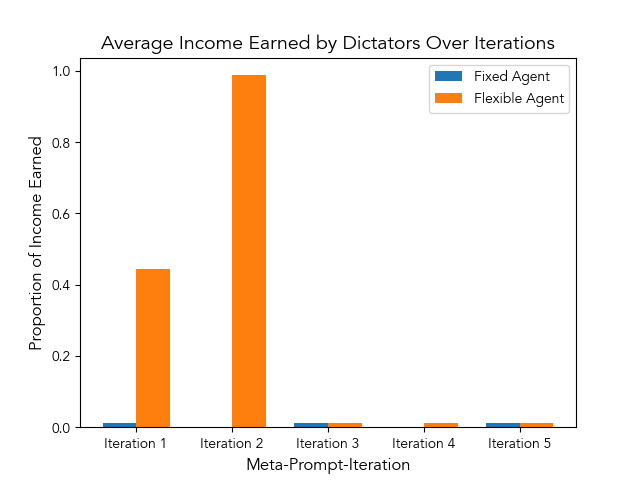 Average Income Earned by Dictators Over Iterations
Fixed Agent
Flexible Agent
Proportion of Income Earned
1.0
0.8
0.6
0.4
0.2
0.0
Iteration 1
Iteration 2
Iteration 3
Iteration 4
Iteration 5
Meta-Prompt-Iteration